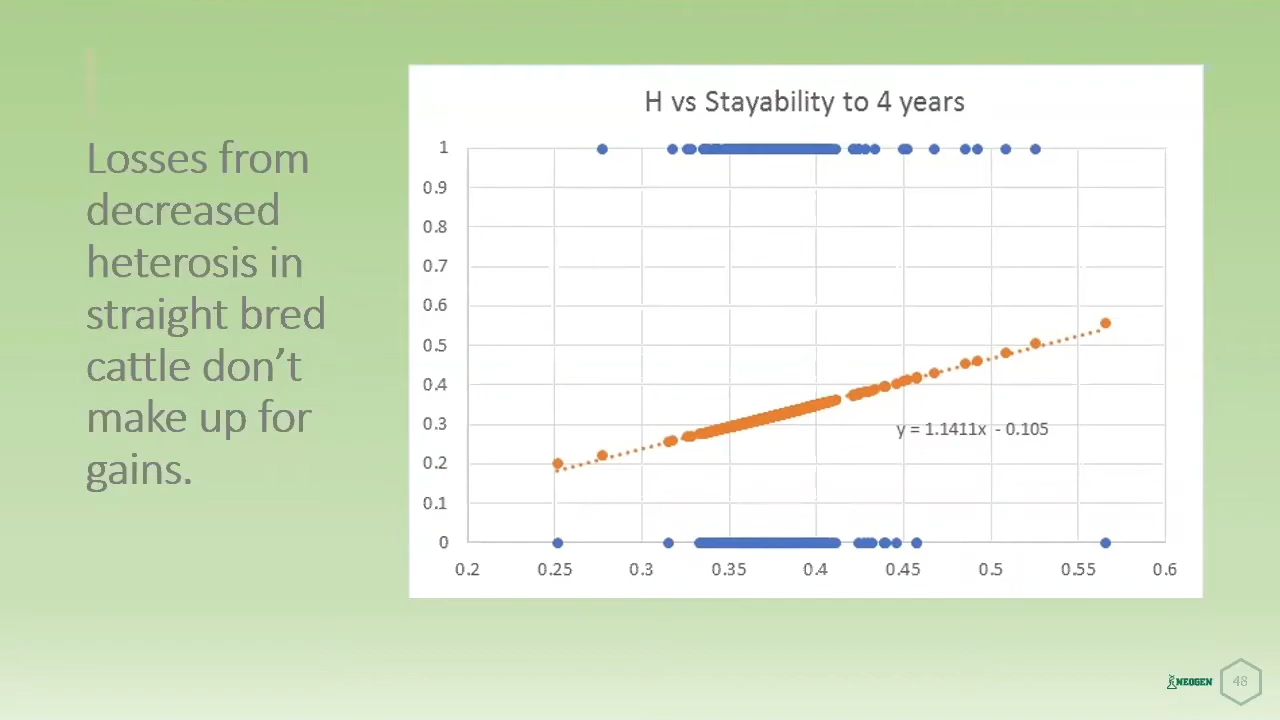 Losses from
decreased
heterosis in
straight bred
cattle don't
make up for
gains.
H vs Stayability to 4 years
1
0.9
0.8
0.7
0.6
0.5
0.4
0.3
0.2
0.1
0
y = 1.1411x - 0.105
0.2 0.25 0.3 0.35 0.4 0.45 0.5 0.55 0.6
NEOGEN
48